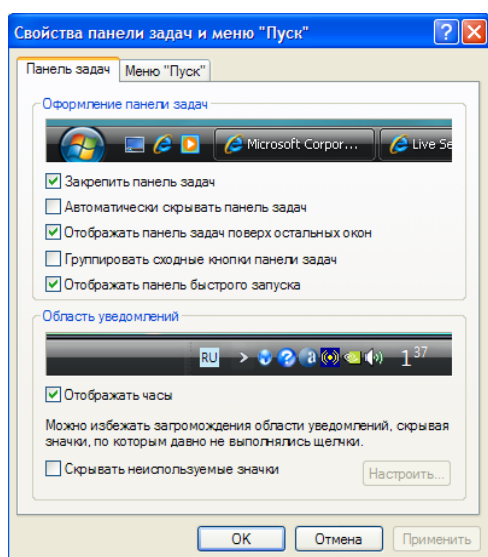 Свойства панели задач и меню "Пуск"
Панель задач Меню "Пуск"
Оформление панели задач
Microsoft Corpor... Live Se
Закрепить панель задач
Автоматически скрывать панель задач
Отображать панель задач поверх остальных окон
Группировать сходные кнопки панели задач
Отображать панель быстрого запуска
Область уведомлений
RU 1 37
Отображать часы
Можно избежать загромождения области уведомлений, скрывая
значки, по которым давно не выполнялись щелчки.
Скрывать неиспользуемые значки Настроить...
OK Отмена Применить